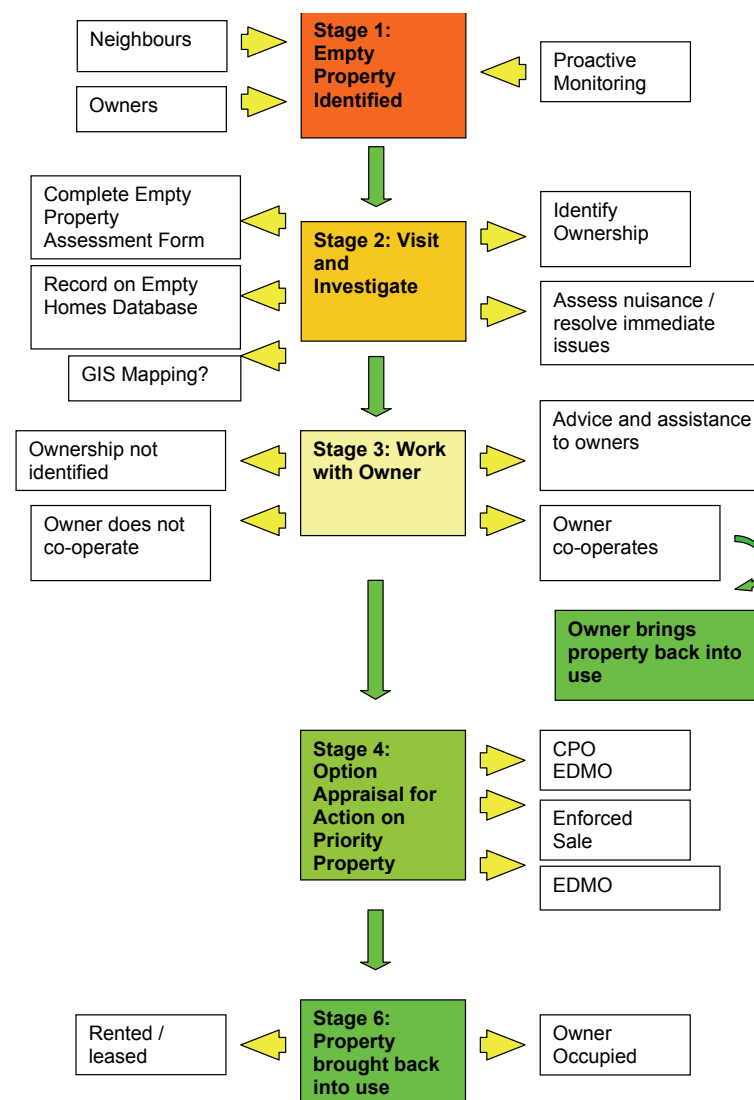 Neighbours
Owners
Stage 1:
Empty
Property
Identified
Proactive
Monitoring
Complete Empty
Property
Assessment Form
Record on Empty
Homes Database
GIS Mapping?
Stage 2: Visit
and
Investigate
Identify
Ownership
Assess nuisance /
resolve immediate
issues
Ownership not
identified
Owner does not
co-operate
Stage 3: Work
with Owner
Advice and assistance
to owners
Owner
co-operates
Owner brings
property back into
use
Stage 4:
Option
Appraisal for
Action on
Priority
Property
CPO
EDMO
Enforced
Sale
EDMO
Rented /
leased
Stage 6:
Property
brought back
into use
Owner
Occupied